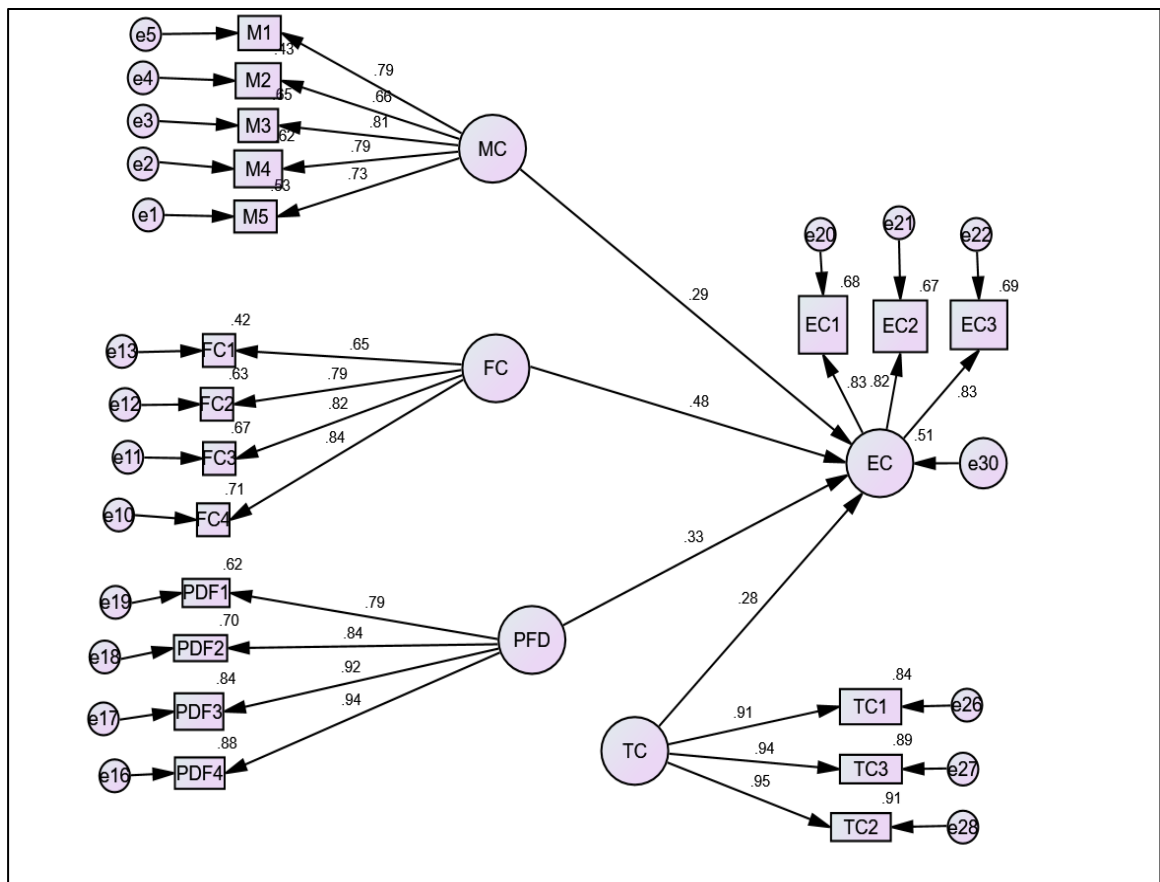 e5
M1
.43
.79
e4
M2
.65
.66
e3
M3
.62
.81
e2
M4
.53
.79
e1
M5
.73
MC
.29
e20
e21
e22
.68
.67
.69
EC1
EC2
EC3
.83
.82
.83
.51
EC
e30
.42
e13
FC1
.65
FC
.63
e12
FC2
.79
.48
.67
e11
FC3
.82
.71
e10
FC4
.84
.62
e19
PDF1
.79
.70
e18
PDF2
.84
PFD
.33
.84
e17
PDF3
.92
.88
e16
PDF4
.94
.28
TC
.84
.91
TC1
e26
.89
.94
TC3
e27
.91
.95
TC2
e28